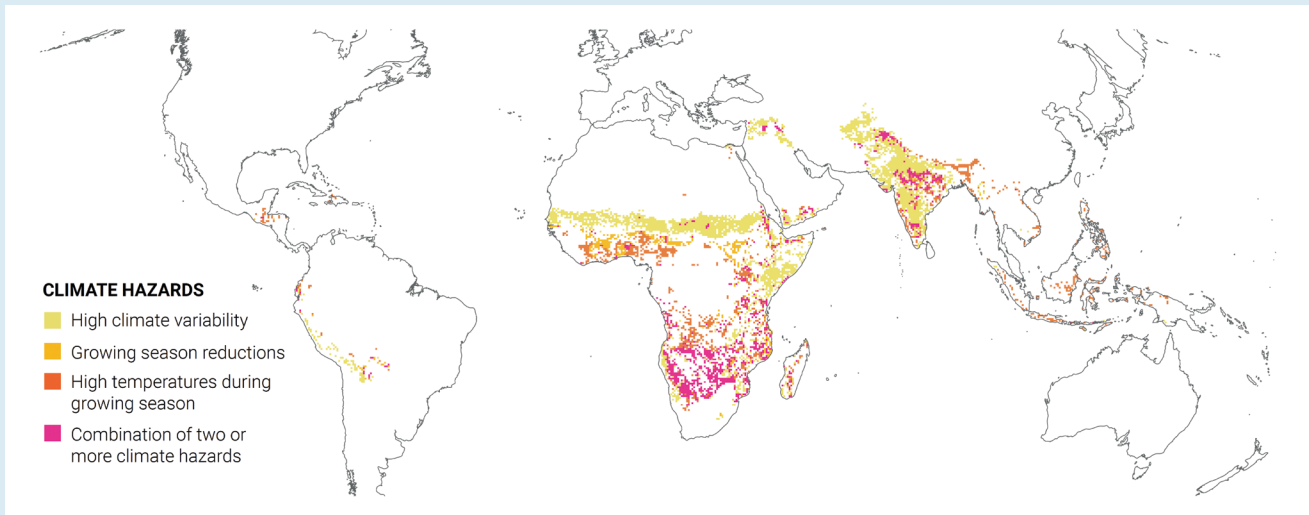 CLIMATE HAZARDS
High climate variability
Growing season reductions
High temperatures during
growing season
Combination of two or
more climate hazards